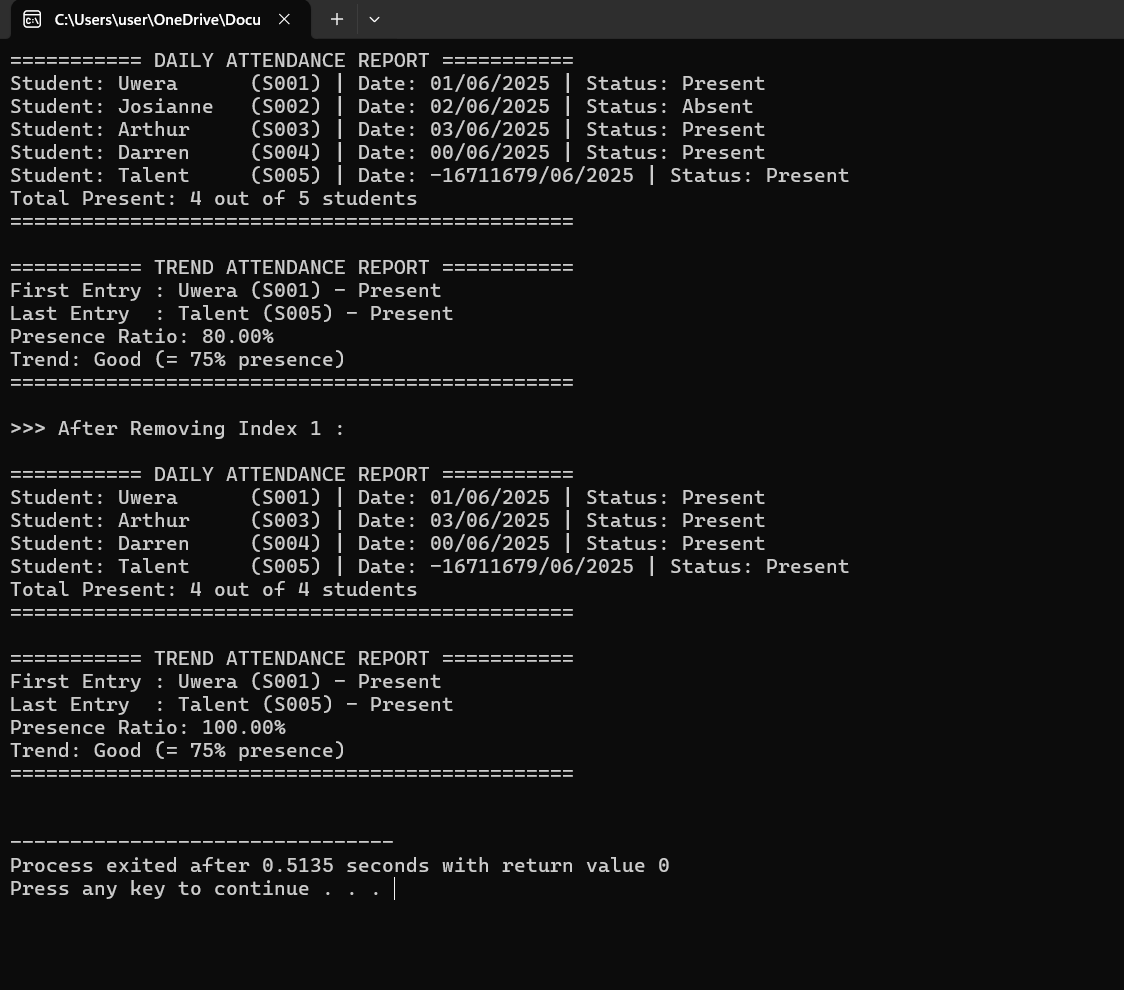 C:\Users\user\OneDrive\Docu
=========== DAILY ATTENDANCE REPORT ===========
Student: Uwera      (S001) | Date: 01/06/2025 | Status: Present
Student: Josianne   (S002) | Date: 02/06/2025 | Status: Absent
Student: Arthur     (S003) | Date: 03/06/2025 | Status: Present
Student: Darren     (S004) | Date: 00/06/2025 | Status: Present
Student: Talent     (S005) | Date: -16711679/06/2025 | Status: Present
Total Present: 4 out of 5 students
===============================================
=========== TREND ATTENDANCE REPORT ===========
First Entry : Uwera (S001) - Present
Last Entry  : Talent (S005) - Present
Presence Ratio: 80.00%
Trend: Good (= 75% presence)
===============================================
>>> After Removing Index 1 :
=========== DAILY ATTENDANCE REPORT ===========
Student: Uwera      (S001) | Date: 01/06/2025 | Status: Present
Student: Arthur     (S003) | Date: 03/06/2025 | Status: Present
Student: Darren     (S004) | Date: 00/06/2025 | Status: Present
Student: Talent     (S005) | Date: -16711679/06/2025 | Status: Present
Total Present: 4 out of 4 students
===============================================
=========== TREND ATTENDANCE REPORT ===========
First Entry : Uwera (S001) - Present
Last Entry  : Talent (S005) - Present
Presence Ratio: 100.00%
Trend: Good (= 75% presence)
===============================================
--------------------------------
Process exited after 0.5135 seconds with return value 0
Press any key to continue . . .